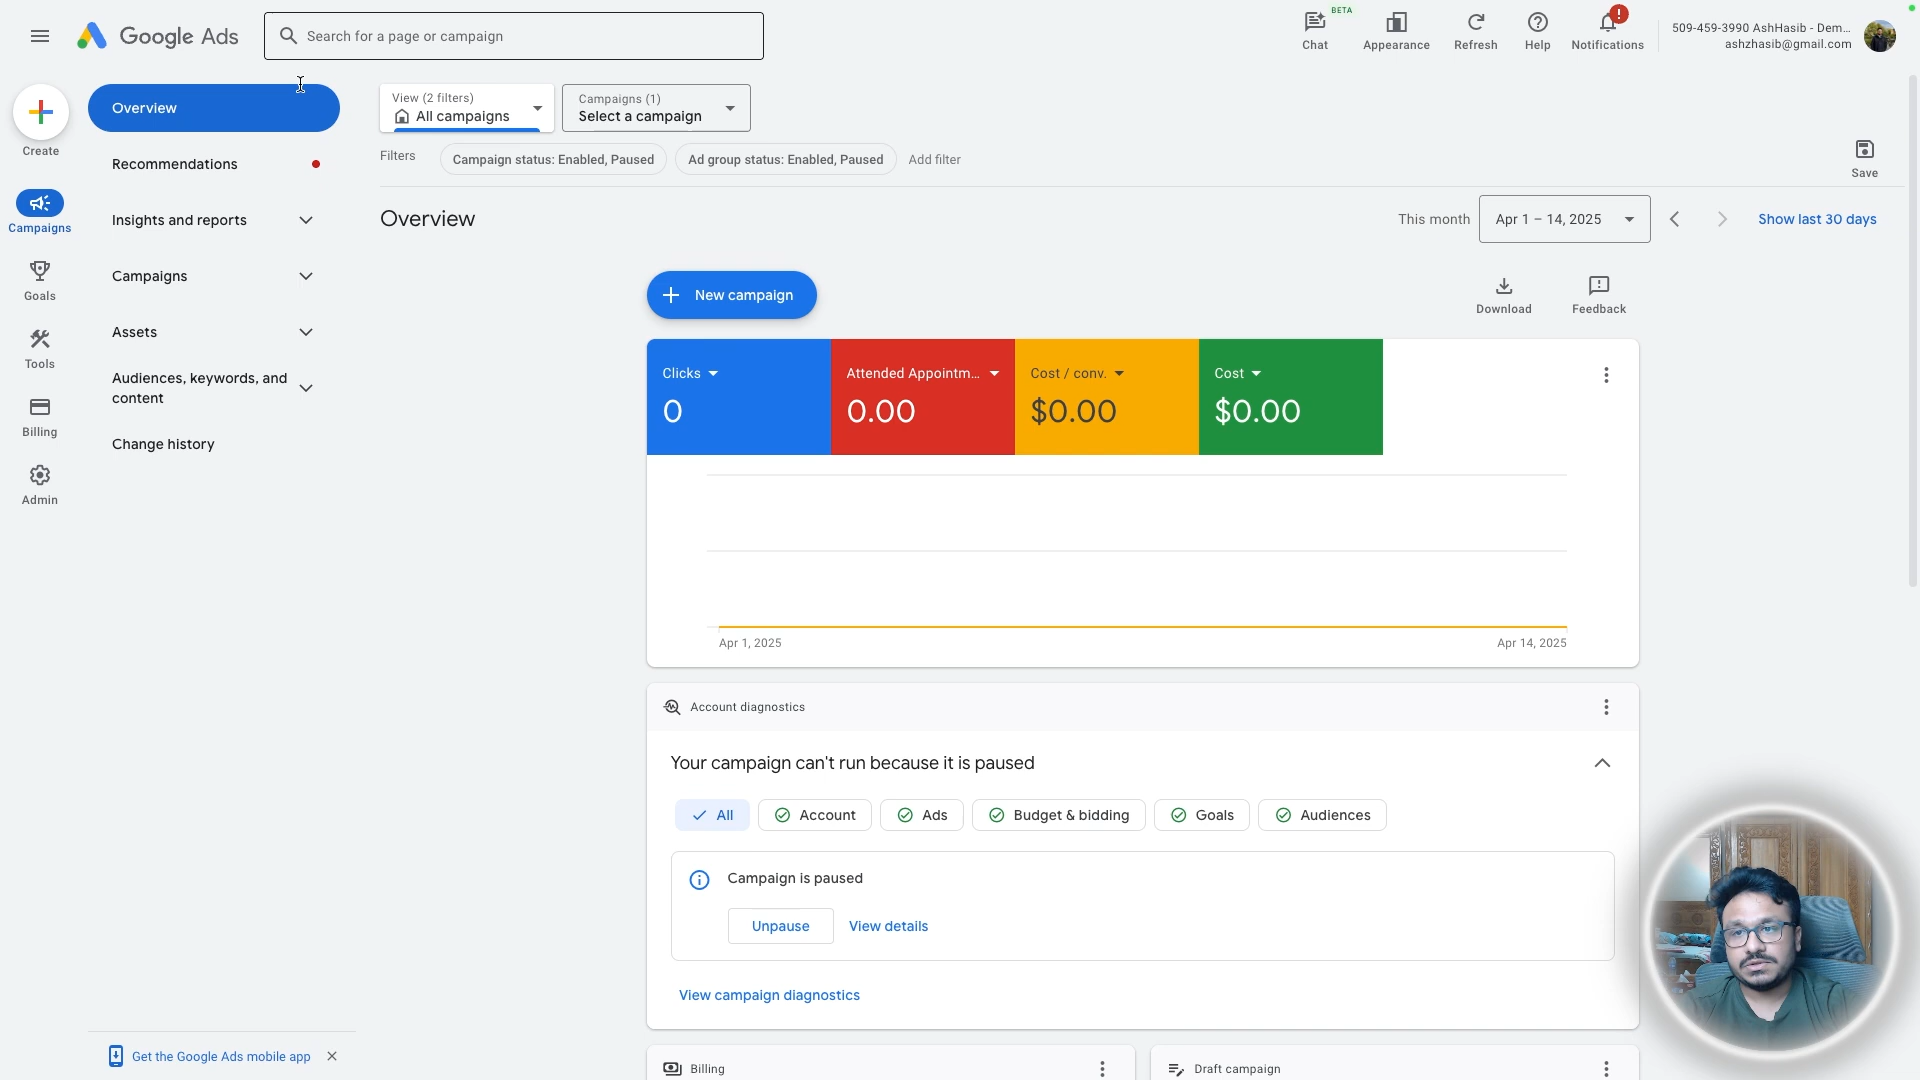 Google Ads
Search for a page or campaign
BETA
Chat
Appearance
Refresh
Help
!
Notifications
509-459-3990 AshHasib - Dem...
ashzhasib@gmail.com
Create
Campaigns
Goals
Tools
Billing
Admin
Overview
Recommendations
Insights and reports
Campaigns
Assets
Audiences, keywords, and
content
Change history
Get the Google Ads mobile app
View (2 filters)
All campaigns
Campaigns (1)
Select a campaign
Filters
Campaign status: Enabled, Paused
Ad group status: Enabled, Paused
Add filter
Save
Overview
This month
Apr 1 – 14, 2025
Show last 30 days
New campaign
Download
Feedback
Clicks
0
Attended Appointm...
0.00
Cost / conv.
$0.00
Cost
$0.00
Apr 1, 2025
Apr 14, 2025
Account diagnostics
Your campaign can't run because it is paused
All
Account
Ads
Budget & bidding
Goals
Audiences
Campaign is paused
Unpause
View details
View campaign diagnostics
Billing
Draft campaign